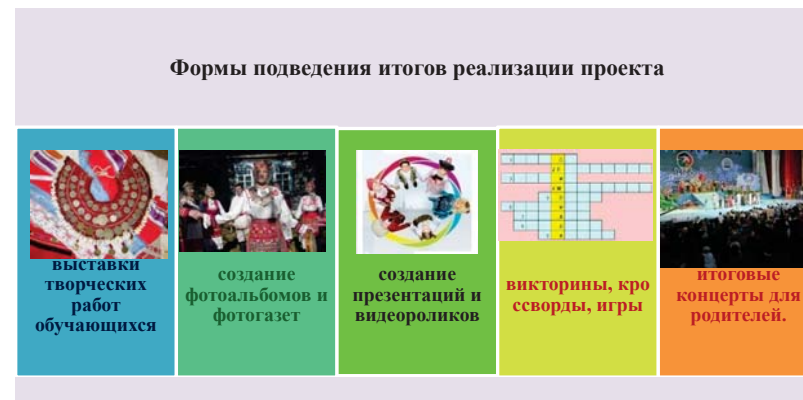 Формы подведения итогов реализации проекта
выставки
творческих
работ
обучающихся
создание
фотоальбомов и
фотогазет
создание
презентаций и
видеороликов
викторины, кро
ссворды, игры
итоговые
концерты для
родителей.